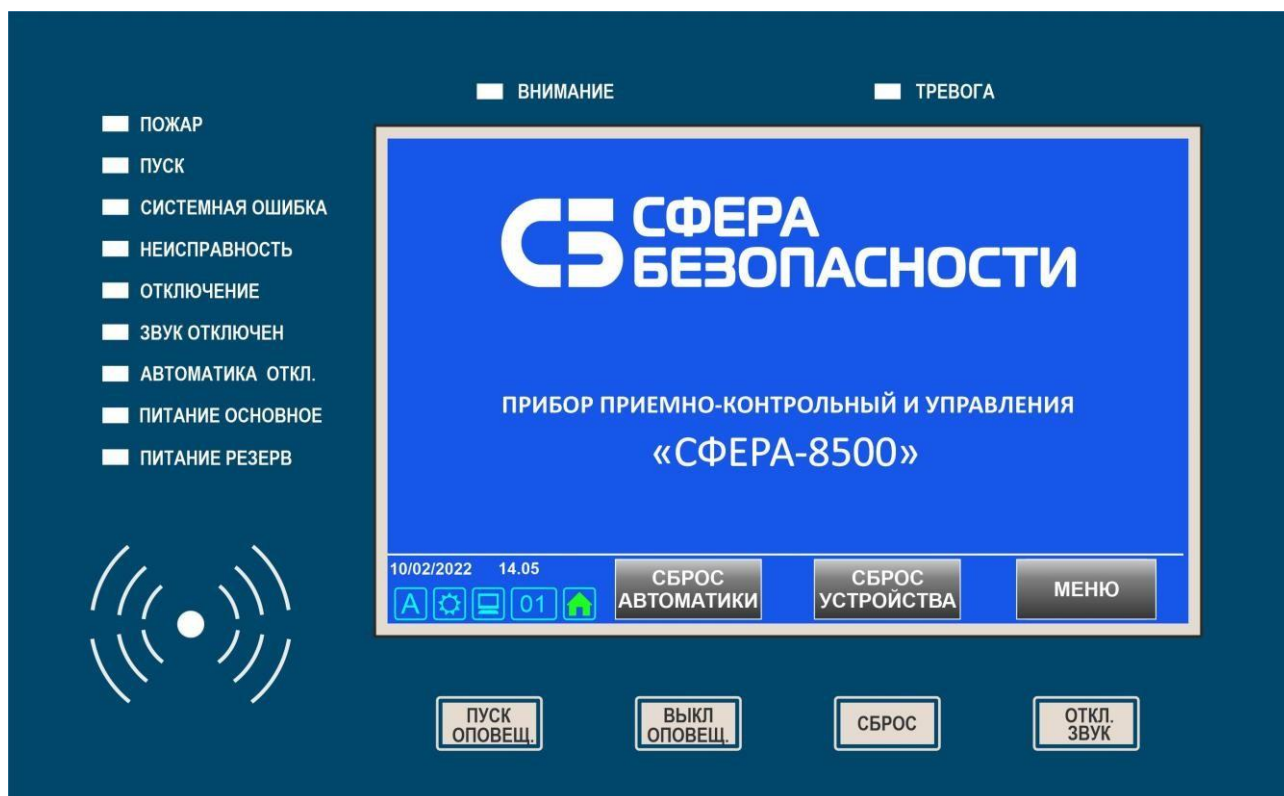 ВНИМАНИЕ
ТРЕВОГА
ПОЖАР
ПУСК
СИСТЕМНАЯ ОШИБКА
НЕИСПРАВНОСТЬ
ОТКЛЮЧЕНИЕ
ЗВУК ОТКЛЮЧЕН
АВТОМАТИКА ОТКЛ.
ПИТАНИЕ ОСНОВНОЕ
ПИТАНИЕ РЕЗЕРВ
СБ СФЕРА
БЕЗОПАСНОСТИ
ПРИБОР ПРИЕМНО-КОНТРОЛЬНЫЙ И УПРАВЛЕНИЯ
«СФЕРА-8500»
10/02/2022 14.05
A 01
СБРОС
АВТОМАТИКИ
СБРОС
УСТРОЙСТВА
МЕНЮ
ПУСК
ОПОВЕЩ.
ВЫКЛ
ОПОВЕЩ.
СБРОС
ОТКЛ.
ЗВУК